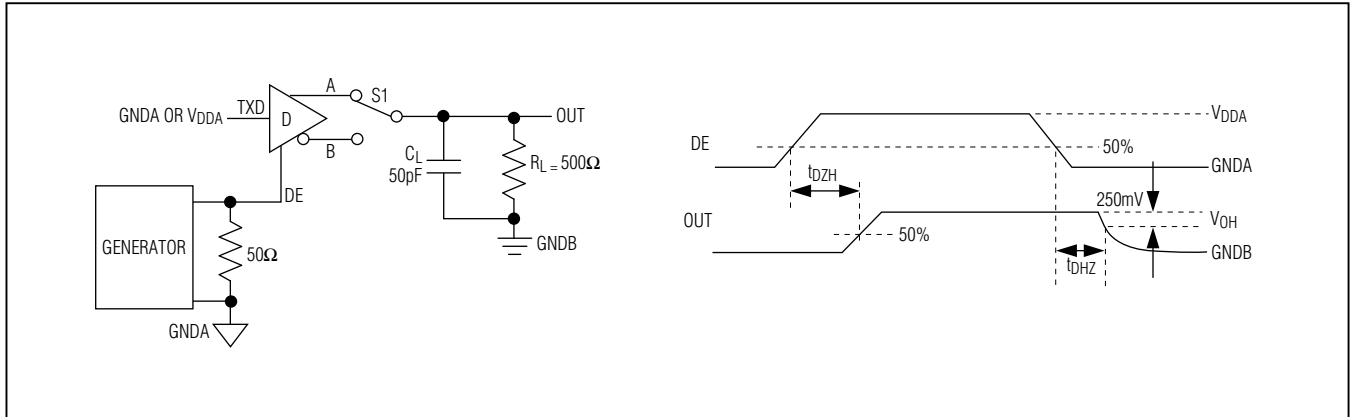 A
S1
GNDA OR VDDA
TXD
D
OUT
B
CL
50pF
RL = 500Ω
DE
GENERATOR
50Ω
GNDB
GNDA
VDDA
DE
50%
GNDA
tDZH
250mV
OUT
VOH
50%
GNDB
tDHZ